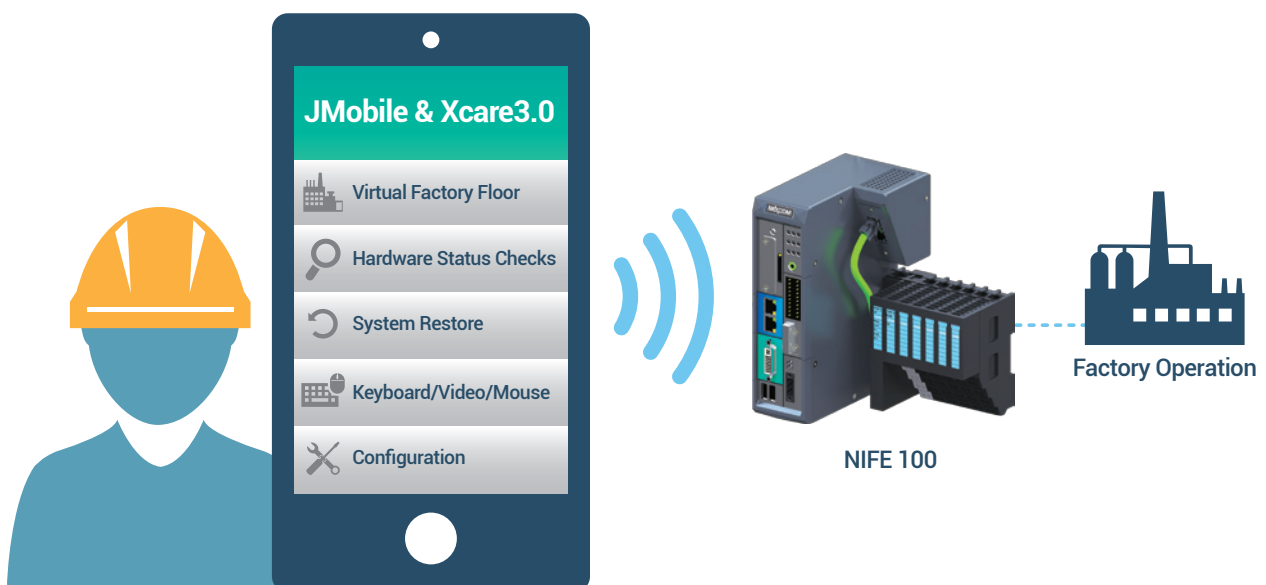 JMobile & Xcare3.0
Virtual Factory Floor
Hardware Status Checks
System Restore
Keyboard/Video/Mouse
Configuration
NEXCOM
Factory Operation
NIFE 100